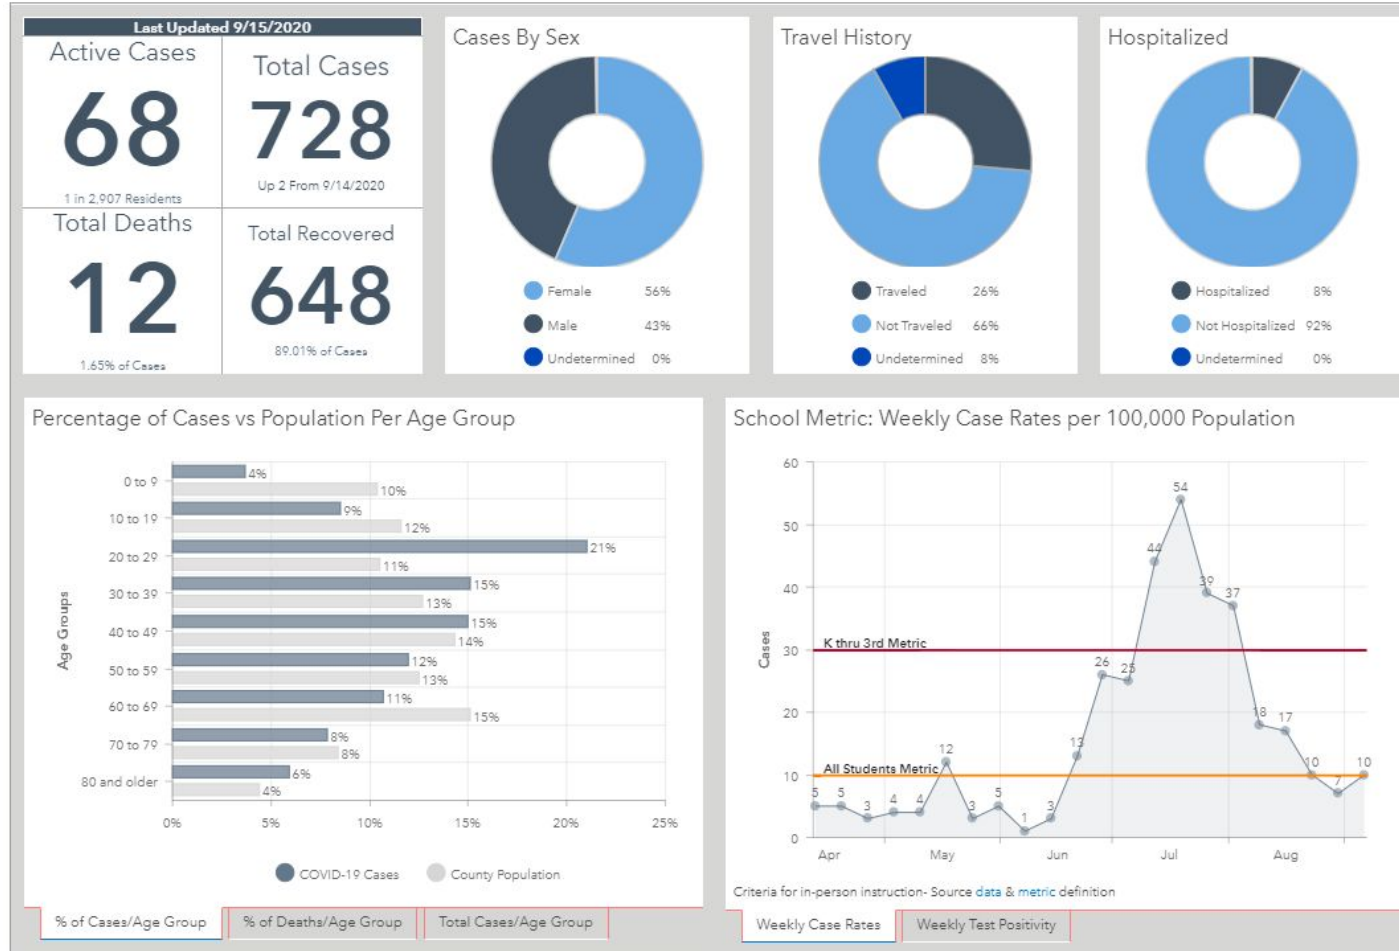 Last Updated 9/15/2020
Active Cases
68
1 in 2,907 Residents
Total Cases
728
Up 2 From 9/14/2020
Total Deaths
12
1.65% of Cases
Total Recovered
648
89.01% of Cases
Cases By Sex
Female 56%
Male 43%
Undetermined 0%
Travel History
Traveled 26%
Not Traveled 66%
Undetermined 8%
Hospitalized
Hospitalized 8%
Not Hospitalized 92%
Undetermined 0%
Percentage of Cases vs Population Per Age Group
Age Groups
0 to 9
4%
10%
10 to 19
9%
12%
20 to 29
21%
11%
30 to 39
15%
13%
40 to 49
15%
14%
50 to 59
12%
13%
60 to 69
11%
15%
70 to 79
8%
8%
80 and older
6%
4%
0% 5% 10% 15% 20% 25%
COVID-19 Cases County Population
% of Cases/Age Group % of Deaths/Age Group Total Cases/Age Group
School Metric: Weekly Case Rates per 100,000 Population
Cases
60
50
40
30
20
10
0
K thru 3rd Metric
All Students Metric
5 5 3 4 4 12 3 5 1 3 13 26 25 44 54 39 37 18 17 10 7 10
Apr May Jun Jul Aug
Criteria for in-person instruction- Source data & metric definition
Weekly Case Rates Weekly Test Positivity